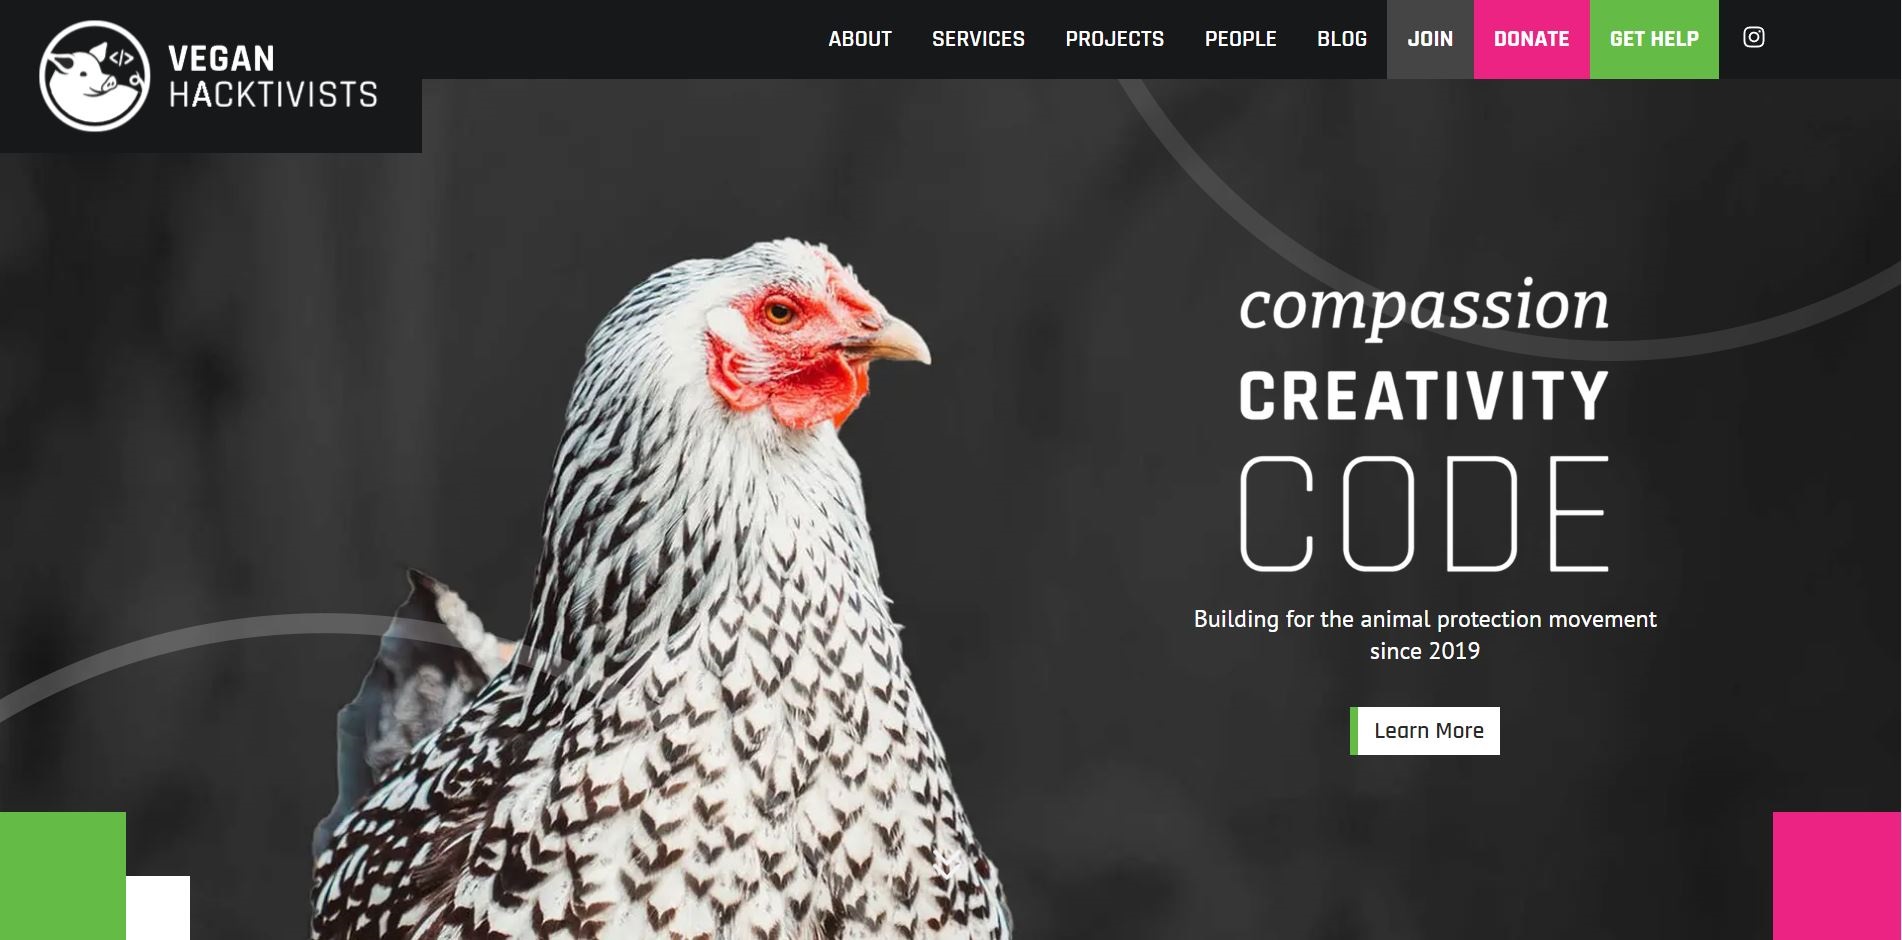 VEGAN
HACKTIVISTS
ABOUT SERVICES PROJECTS PEOPLE BLOG JOIN DONATE GET HELP
compassion
CREATIVITY
CODE
Building for the animal protection movement
since 2019
Learn More